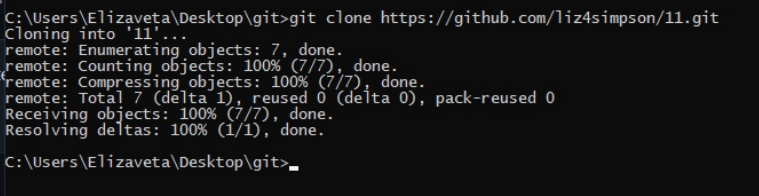 C:\Users\Elizaveta\Desktop\git>git clone https://github.com/liz4simpson/11.git
Cloning into '11'...
remote: Enumerating objects: 7, done.
remote: Counting objects: 100% (7/7), done.
remote: Compressing objects: 100% (7/7), done.
remote: Total 7 (delta 1), reused 0 (delta 0), pack-reused 0
Receiving objects: 100% (7/7), done.
Resolving deltas: 100% (1/1), done.
C:\Users\Elizaveta\Desktop\git>